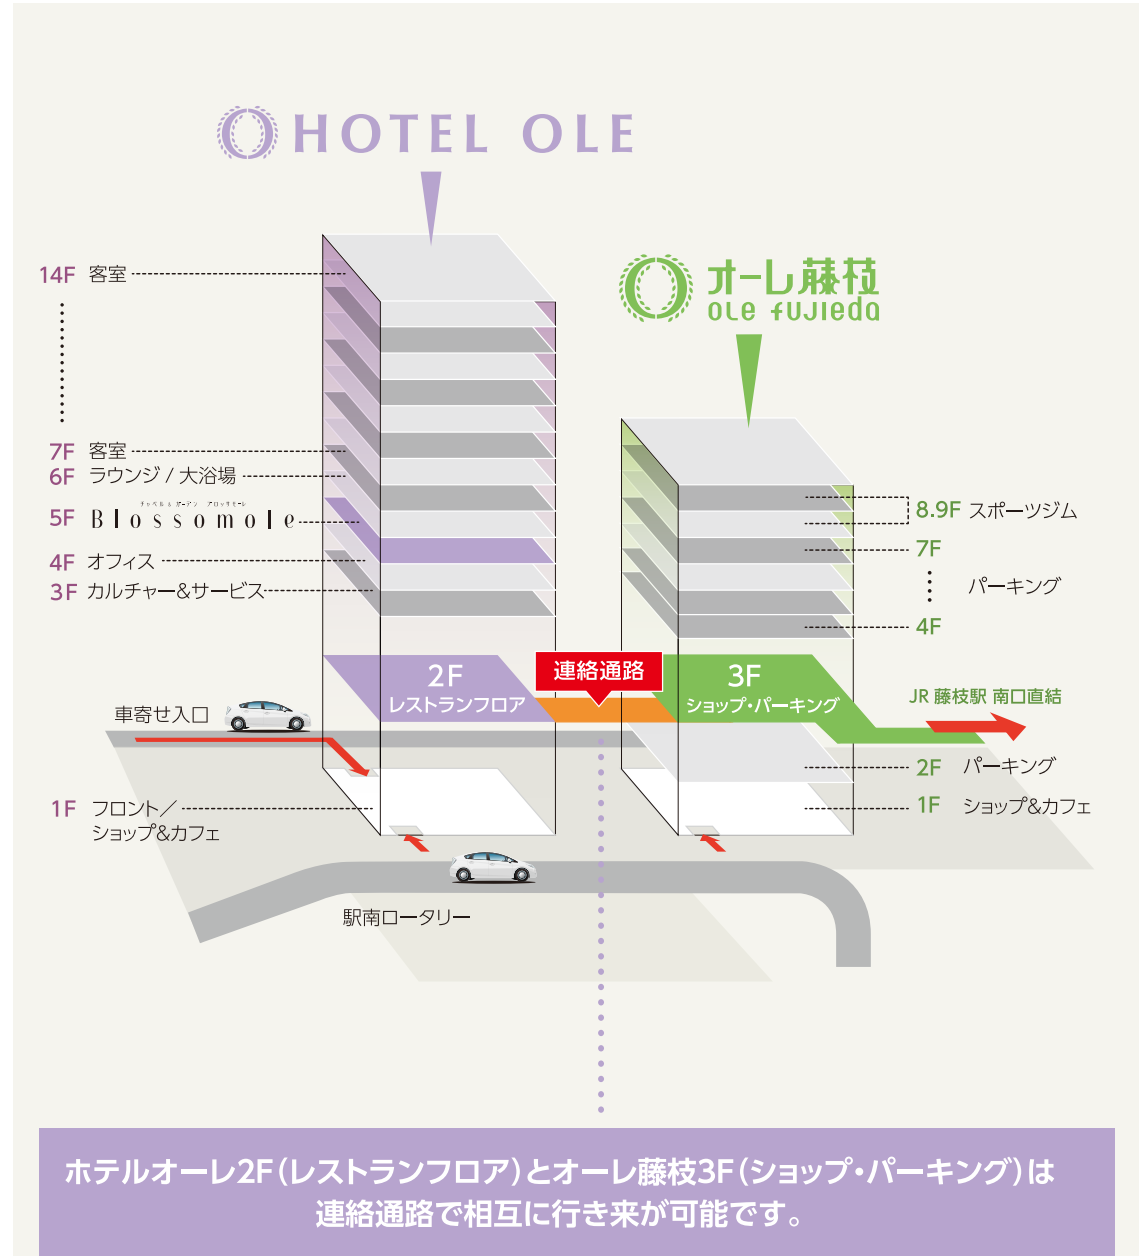 HOTEL OLE
オーレ藤枝
OLe fUJIeda
14F 客室
7F 客室
6F ラウンジ / 大浴場
5F Blossomole
4F オフィス
3F カルチャー&サービス
8.9F スポーツジム
7F
パーキング
4F
2F
レストランフロア
連絡通路
3F
ショップ・パーキング
JR 藤枝駅 南口直結
車寄せ入口
2F パーキング
1F ショップ&カフェ
1F フロント／
ショップ&カフェ
駅南ロータリー
ホテルオーレ2F(レストランフロア)とオーレ藤枝3F(ショップ・パーキング)は
連絡通路で相互に行き来が可能です。